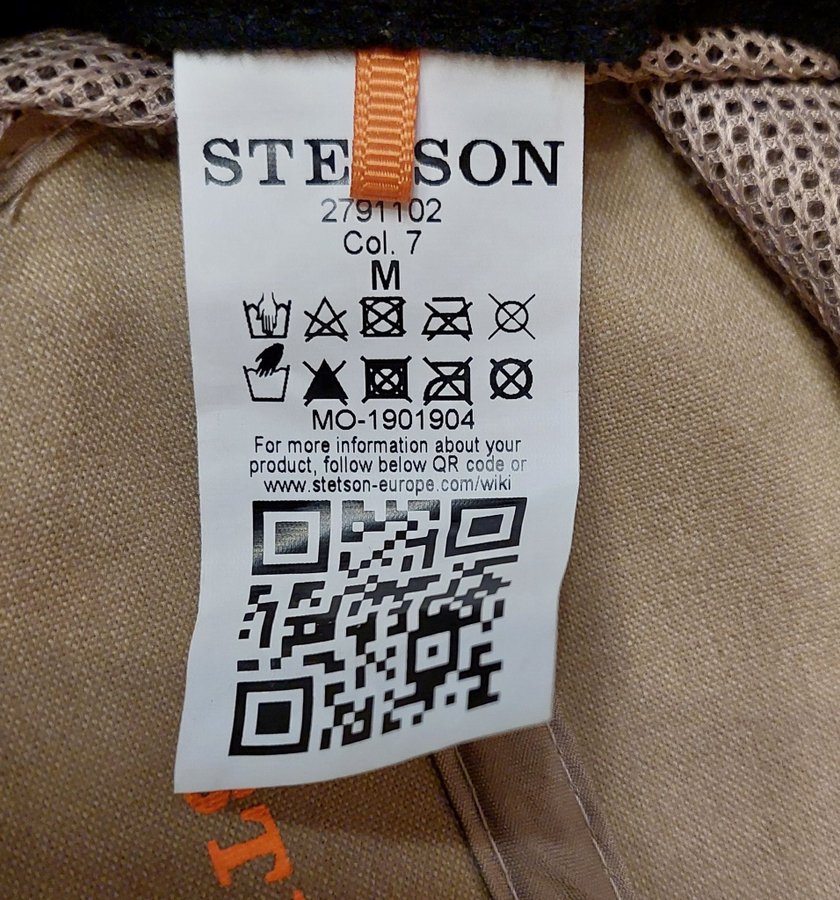 STE SON
2791102
Col. 7
M
MO-1901904
For more information about your
product, follow below QR code or
www.stetson-europe.com/wiki
ST